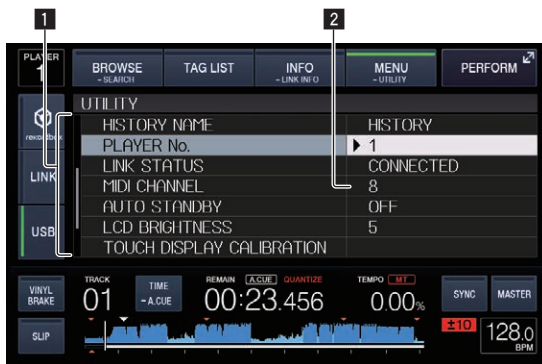 1 2
PLAYER 1
BROWSE TAG LIST INFO MENU PERFORM
- SEARCH - LINK INFO - UTILITY
UTILITY
rekordbox
LINK
USB
HISTORY NAME HISTORY
PLAYER No. 1
LINK STATUS CONNECTED
MIDI CHANNEL 8
AUTO STANDBY OFF
LCD BRIGHTNESS 5
TOUCH DISPLAY CALIBRATION
VINYL BRAKE
SLIP
TRACK
01
TIME
- A.CUE
REMAIN A.CUE QUANTIZE
00:23.456
TEMPO MT
0.00%
SYNC MASTER
±10 128.0
BPM